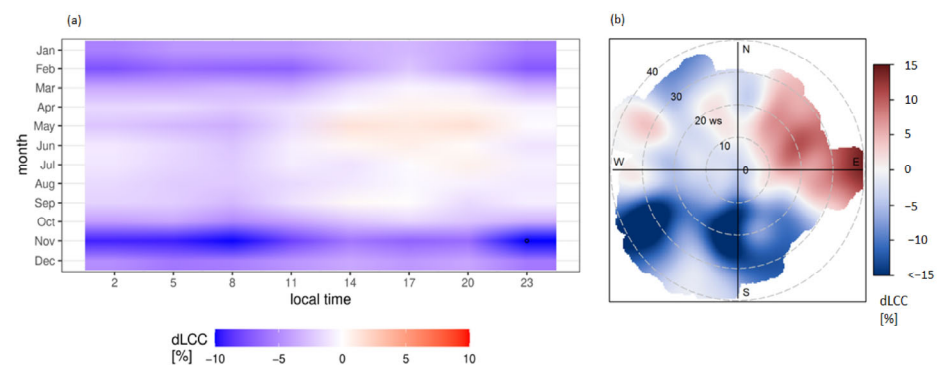 (a)
(b)
month
Jan
Feb
Mar
Apr
May
Jun
Jul
Aug
Sep
Oct
Nov
Dec
2 5 8 11 14 17 20 23
local time
dLCC
[%]
−10 −5 0 5 10
N
40
30
20 ws
10
0
W
E
S
15
10
5
0
−5
−10
<−15
dLCC
[%]